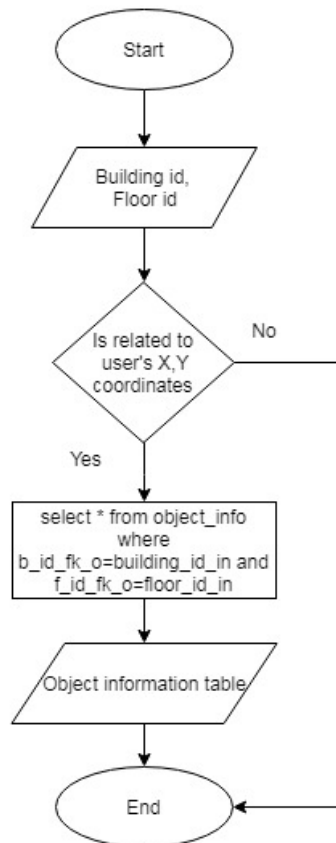 Start
Building id,
Floor id
Is related to
user's X,Y
coordinates
No
Yes
select * from object_info
where
b_id_fk_o=building_id_in and
f_id_fk_o=floor_id_in
Object information table
End